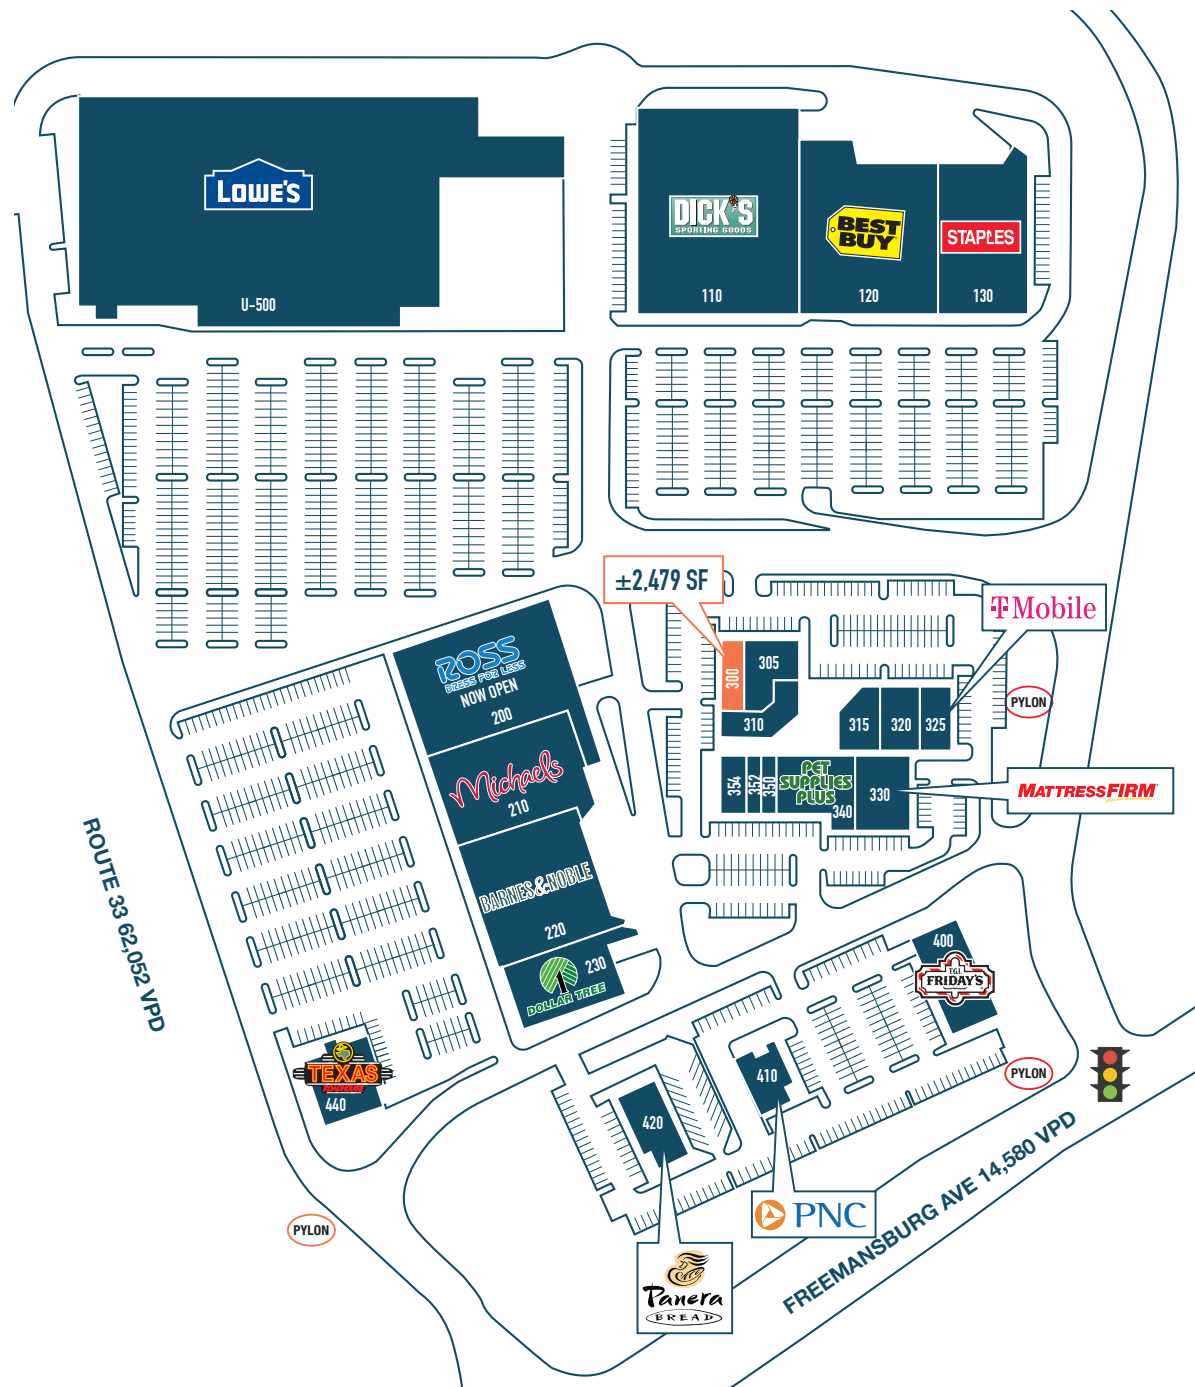 LOWE'S
U-500
DICK'S
SPORTING GOODS
110
BEST
BUY
120
STAPLES
130
±2,479 SF
T Mobile
300
305
310
315
320
325
PYLON
ROSS
DRESS FOR LESS
NOW OPEN
200
Michaels
210
354
352
350
PET
SUPPLIES
PLUS
340
330
MATTRESSFIRM
BARNES&NOBLE
220
230
DOLLAR TREE
ROUTE 33 62,052 VPD
400
T.G.I.
FRIDAY'S
PYLON
TEXAS
ROADHOUSE
440
410
420
PNC
Panera
BREAD
PYLON
FREEMANSBURG AVE 14,580 VPD